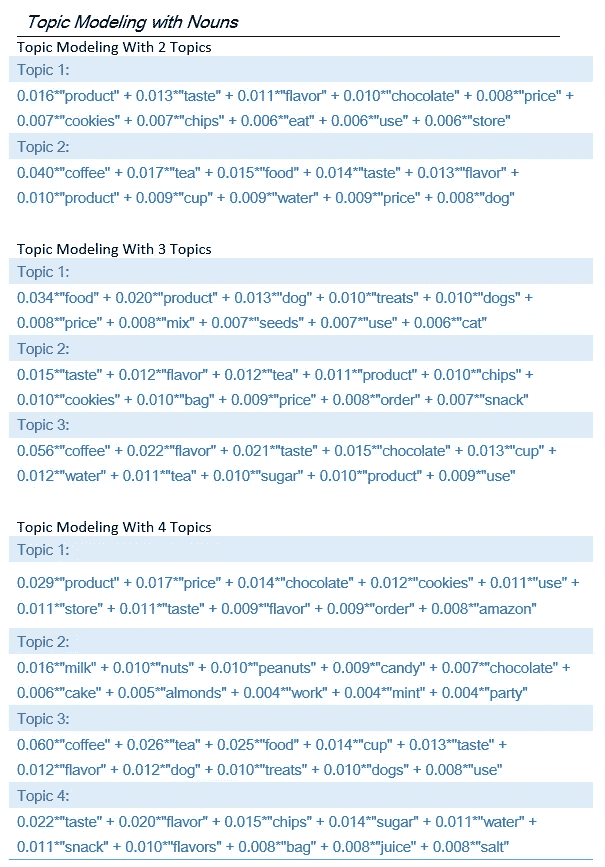 Topic Modeling with Nouns
Topic Modeling With 2 Topics
Topic 1:
0.016*"product" + 0.013*"taste" + 0.011*"flavor" + 0.010*"chocolate" + 0.008*"price" +
0.007*"cookies" + 0.007*"chips" + 0.006*"eat" + 0.006*"use" + 0.006*"store"
Topic 2:
0.040*"coffee" + 0.017*"tea" + 0.015*"food" + 0.014*"taste" + 0.013*"flavor" +
0.010*"product" + 0.009*"cup" + 0.009*"water" + 0.009*"price" + 0.008*"dog"
Topic Modeling With 3 Topics
Topic 1:
0.034*"food" + 0.020*"product" + 0.013*"dog" + 0.010*"treats" + 0.010*"dogs" +
0.008*"price" + 0.008*"mix" + 0.007*"seeds" + 0.007*"use" + 0.006*"cat"
Topic 2:
0.015*"taste" + 0.012*"flavor" + 0.012*"tea" + 0.011*"product" + 0.010*"chips" +
0.010*"cookies" + 0.010*"bag" + 0.009*"price" + 0.008*"order" + 0.007*"snack"
Topic 3:
0.056*"coffee" + 0.022*"flavor" + 0.021*"taste" + 0.015*"chocolate" + 0.013*"cup" +
0.012*"water" + 0.011*"tea" + 0.010*"sugar" + 0.010*"product" + 0.009*"use"
Topic Modeling With 4 Topics
Topic 1:
0.029*"product" + 0.017*"price" + 0.014*"chocolate" + 0.012*"cookies" + 0.011*"use" +
0.011*"store" + 0.011*"taste" + 0.009*"flavor" + 0.009*"order" + 0.008*"amazon"
Topic 2:
0.016*"milk" + 0.010*"nuts" + 0.010*"peanuts" + 0.009*"candy" + 0.007*"chocolate" +
0.006*"cake" + 0.005*"almonds" + 0.004*"work" + 0.004*"mint" + 0.004*"party"
Topic 3:
0.060*"coffee" + 0.026*"tea" + 0.025*"food" + 0.014*"cup" + 0.013*"taste" +
0.012*"flavor" + 0.012*"dog" + 0.010*"treats" + 0.010*"dogs" + 0.008*"use"
Topic 4:
0.022*"taste" + 0.020*"flavor" + 0.015*"chips" + 0.014*"sugar" + 0.011*"water" +
0.011*"snack" + 0.010*"flavors" + 0.008*"bag" + 0.008*"juice" + 0.008*"salt"